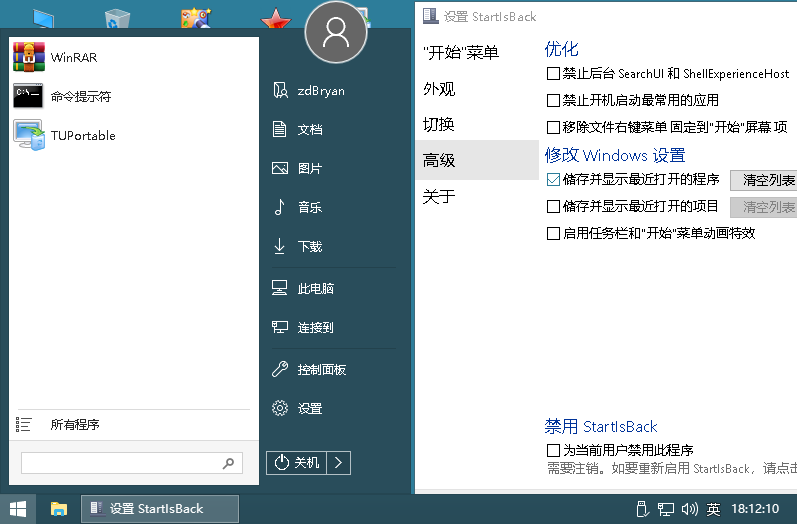 WinRAR
命令提示符
TUPortable
所有程序
zdBryan
文档
图片
音乐
下载
此电脑
连接到
控制面板
设置
关机
设置 StartIsBack
"开始"菜单
外观
切换
高级
关于
优化
禁止后台 SearchUI 和 ShellExperienceHost
禁止开机启动最常用的应用
移除文件右键菜单 固定到"开始"屏幕 项
修改 Windows 设置
储存并显示最近打开的程序 清空列表
储存并显示最近打开的项目 清空列表
启用任务栏和"开始"菜单动画特效
禁用 StartIsBack
为当前用户禁用此程序
需要注销。如要重新启用 StartIsBack，请点击
设置 StartIsBack
英 18:12:10